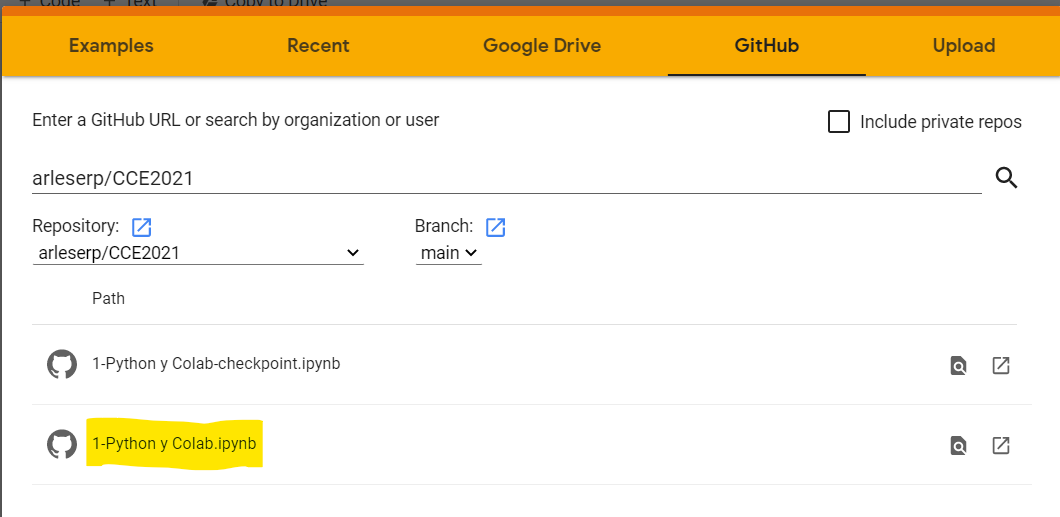 + Code + Text Copy to Drive
Examples Recent Google Drive GitHub Upload
Enter a GitHub URL or search by organization or user
Include private repos
arleserp/CCE2021
Repository: Branch:
arleserp/CCE2021 main
Path
1-Python y Colab-checkpoint.ipynb
1-Python y Colab.ipynb